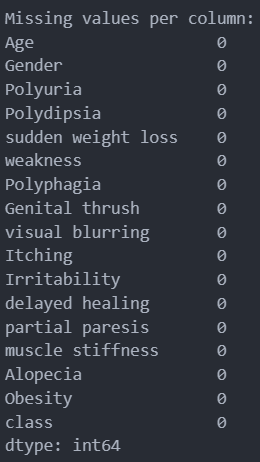 Missing values per column:
Age 0
Gender 0
Polyuria 0
Polydipsia 0
sudden weight loss 0
weakness 0
Polyphagia 0
Genital thrush 0
visual blurring 0
Itching 0
Irritability 0
delayed healing 0
partial paresis 0
muscle stiffness 0
Alopecia 0
Obesity 0
class 0
dtype: int64